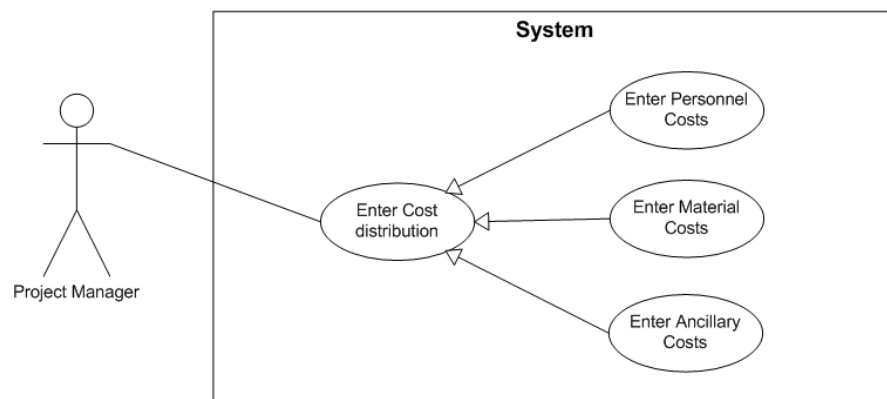 System
Enter Personnel
Costs
Enter Cost
distribution
Enter Material
Costs
Project Manager
Enter Ancillary
Costs